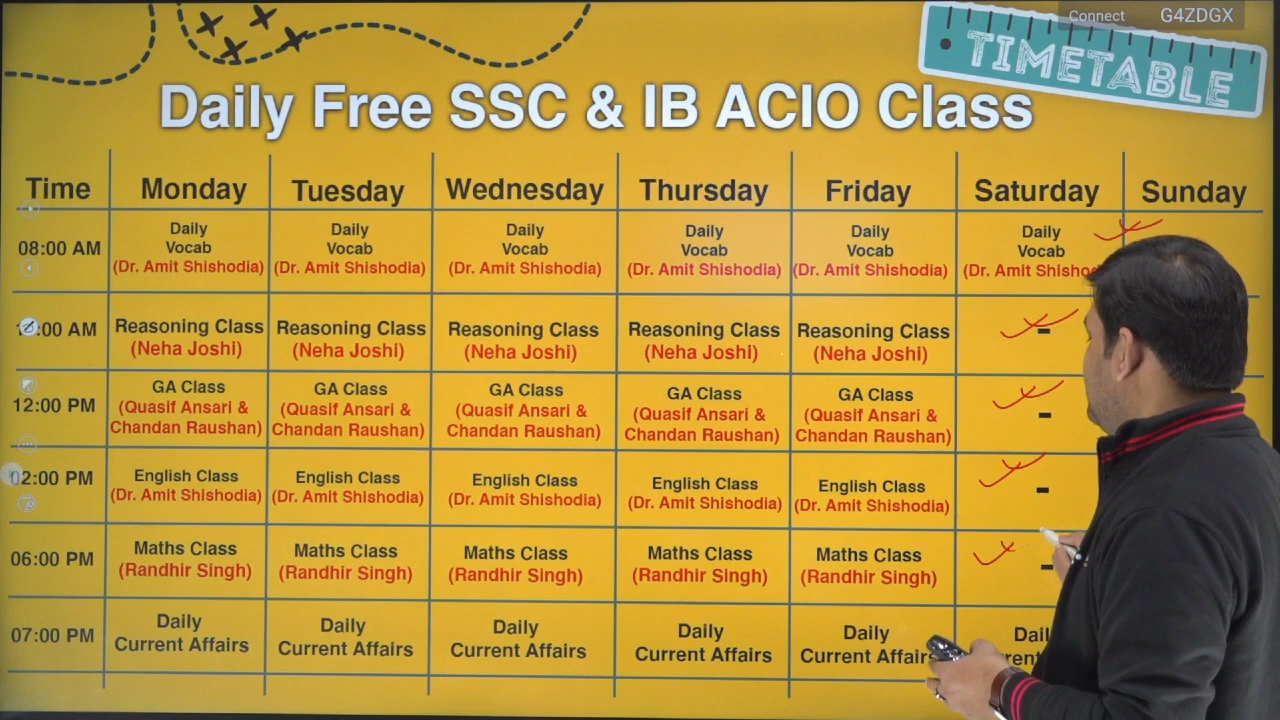 Connect G4ZDGX
TIMETABLE
Daily Free SSC & IB ACIO Class
Time Monday Tuesday Wednesday Thursday Friday Saturday Sunday
Daily Daily Daily Daily Daily Daily
08:00 AM Vocab Vocab Vocab Vocab Vocab Vocab
(Dr. Amit Shishodia) (Dr. Amit Shishodia) (Dr. Amit Shishodia) (Dr. Amit Shishodia) (Dr. Amit Shishodia) (Dr. Amit
:00 AM Reasoning Class Reasoning Class Reasoning Class Reasoning Class Reasoning Class -
(Neha Joshi) (Neha Joshi) (Neha Joshi) (Neha Joshi) (Neha Joshi)
GA Class GA Class GA Class GA Class GA Class
12:00 PM (Quasif Ansari & (Quasif Ansari & (Quasif Ansari & (Quasif Ansari & (Quasif Ansari & -
Chandan Raushan) Chandan Raushan) Chandan Raushan) Chandan Raushan) Chandan Raushan)
02:00 PM English Class English Class English Class English Class English Class -
(Dr. Amit Shishodia) (Dr. Amit Shishodia) (Dr. Amit Shishodia) (Dr. Amit Shishodia) (Dr. Amit Shishodia)
06:00 PM Maths Class Maths Class Maths Class Maths Class Maths Class -
(Randhir Singh) (Randhir Singh) (Randhir Singh) (Randhir Singh) (Randhir Singh)
07:00 PM Daily Daily Daily Daily Daily
Current Affairs Current Affairs Current Affairs Current Affairs Current Affairs